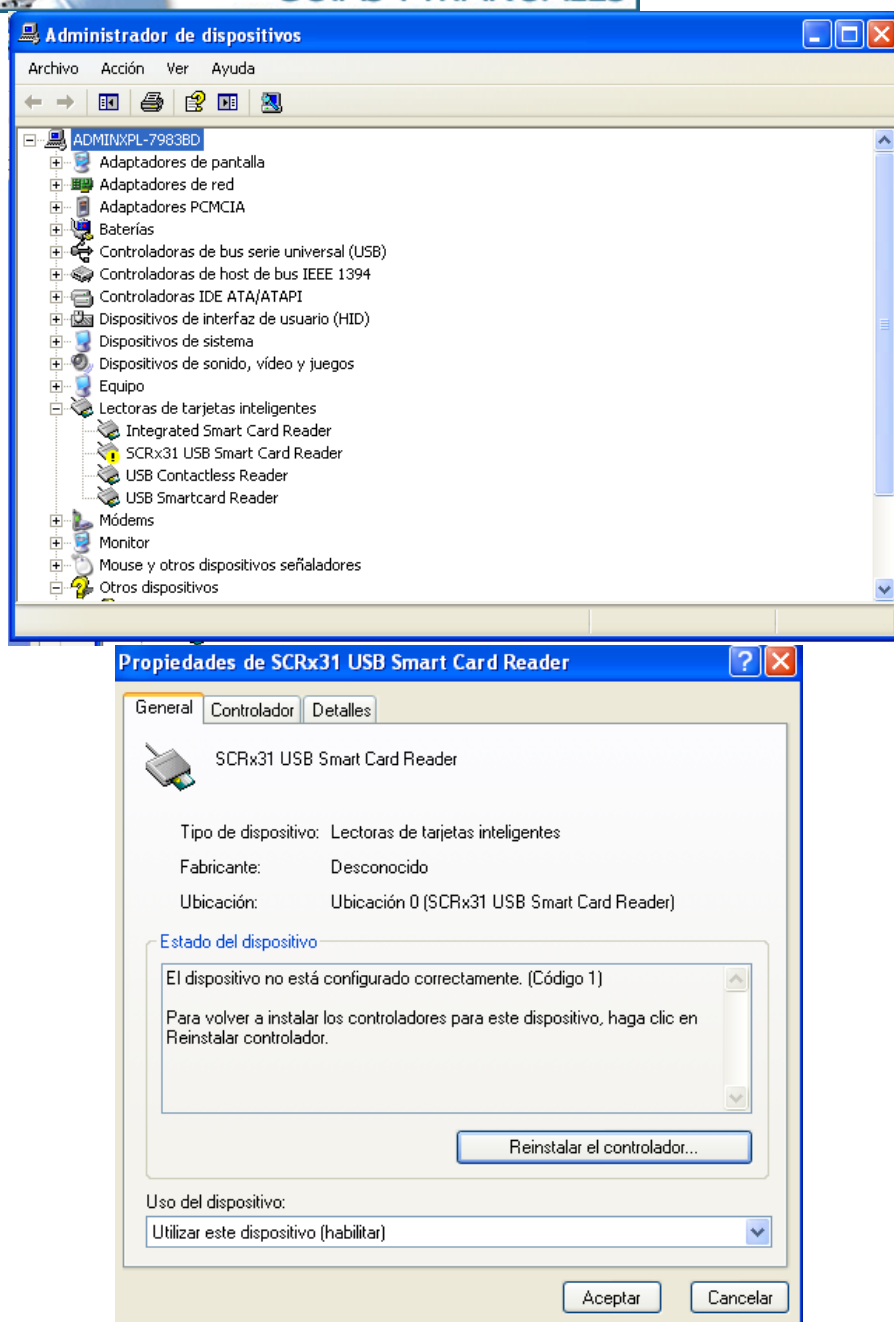 Administrador de dispositivos
Archivo Acción Ver Ayuda
ADMINXPL-7983BD
Adaptadores de pantalla
Adaptadores de red
Adaptadores PCMCIA
Baterías
Controladoras de bus serie universal (USB)
Controladoras de host de bus IEEE 1394
Controladoras IDE ATA/ATAPI
Dispositivos de interfaz de usuario (HID)
Dispositivos de sistema
Dispositivos de sonido, vídeo y juegos
Equipo
Lectoras de tarjetas inteligentes
Integrated Smart Card Reader
SCRx31 USB Smart Card Reader
USB Contactless Reader
USB Smartcard Reader
Módems
Monitor
Mouse y otros dispositivos señaladores
Otros dispositivos
Propiedades de SCRx31 USB Smart Card Reader
General Controlador Detalles
SCRx31 USB Smart Card Reader
Tipo de dispositivo: Lectoras de tarjetas inteligentes
Fabricante: Desconocido
Ubicación: Ubicación 0 (SCRx31 USB Smart Card Reader)
Estado del dispositivo
El dispositivo no está configurado correctamente. (Código 1)
Para volver a instalar los controladores para este dispositivo, haga clic en
Reinstalar controlador.
Reinstalar el controlador...
Uso del dispositivo:
Utilizar este dispositivo (habilitar)
Aceptar Cancelar